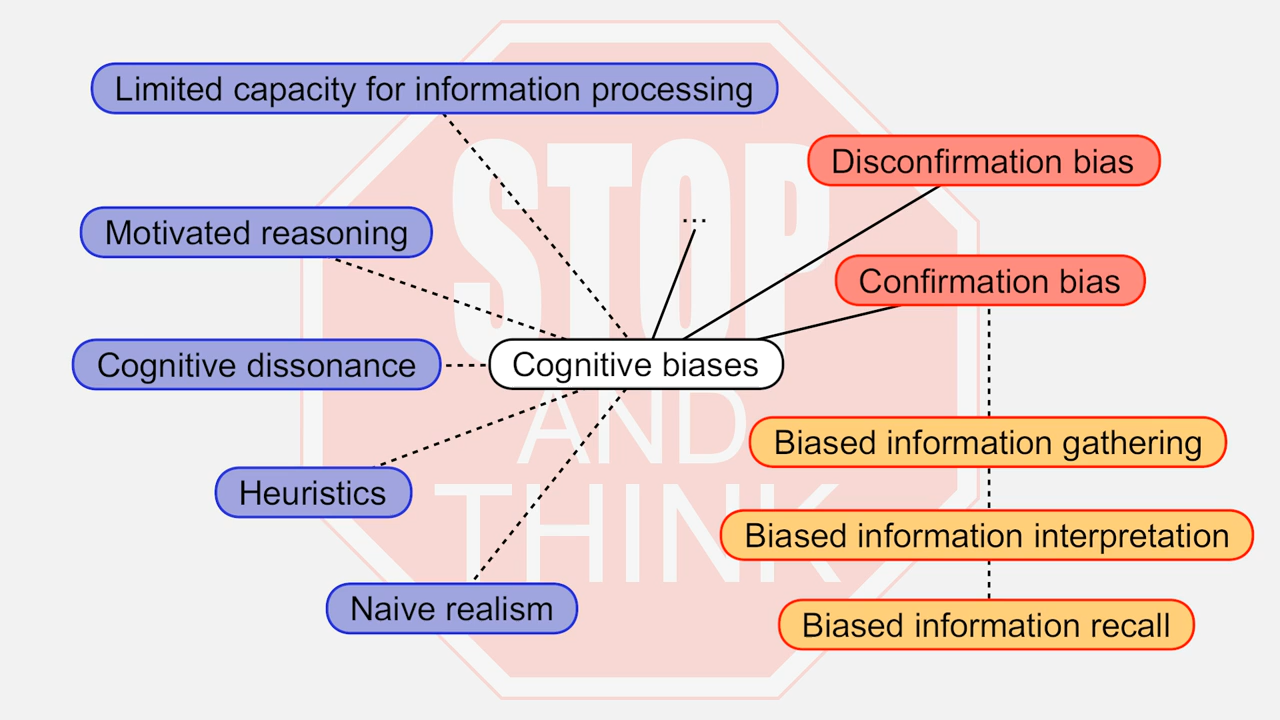 Limited capacity for information processing
Disconfirmation bias
Motivated reasoning
...
Confirmation bias
Cognitive dissonance
Cognitive biases
Biased information gathering
Heuristics
Biased information interpretation
Naive realism
Biased information recall
STOP
AND
THINK